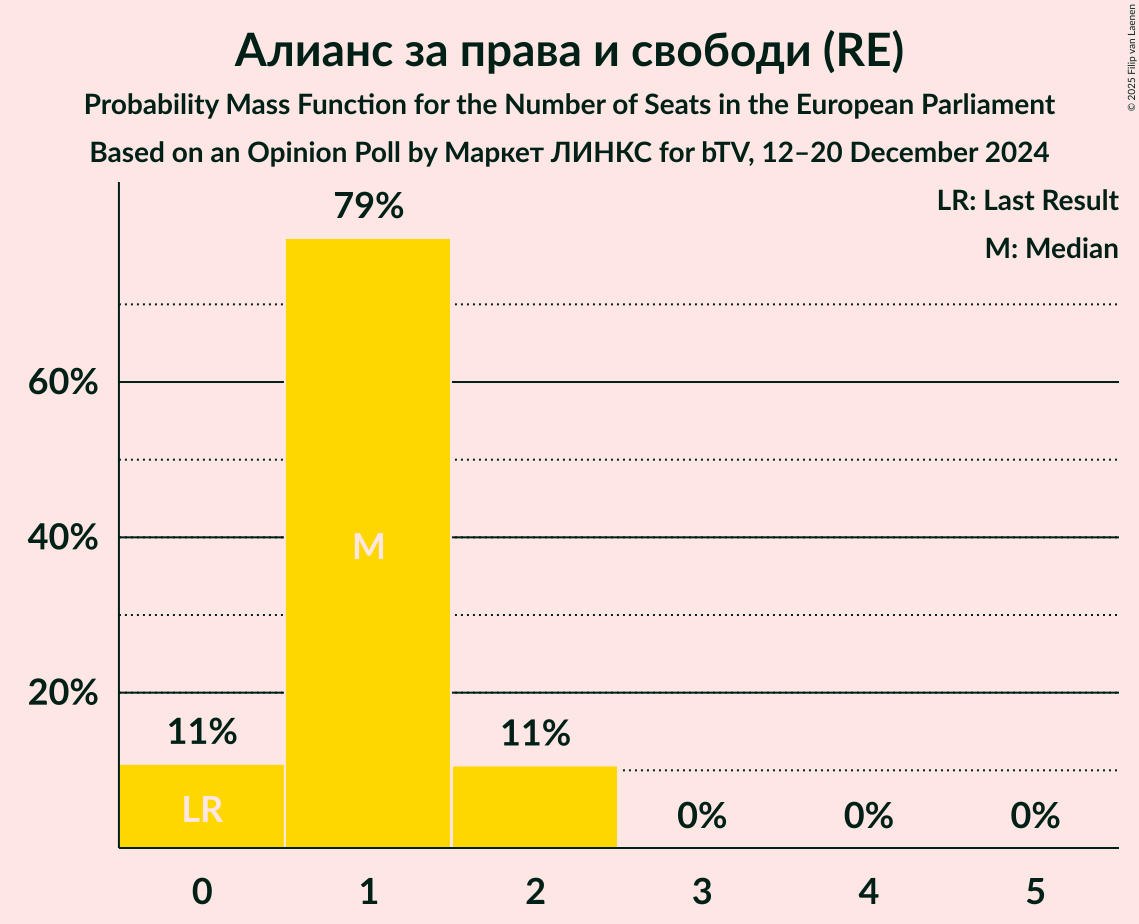 Алианс за права и свободи (RE)
Probability Mass Function for the Number of Seats in the European Parliament
Based on an Opinion Poll by Маркет ЛИНКС for bTV, 12–20 December 2024
© 2025 Filip van Laenen
LR: Last Result
M: Median
79%
60%
40%
20%
M
11%
11%
LR
0%
0%
0%
0
1
2
3
4
5